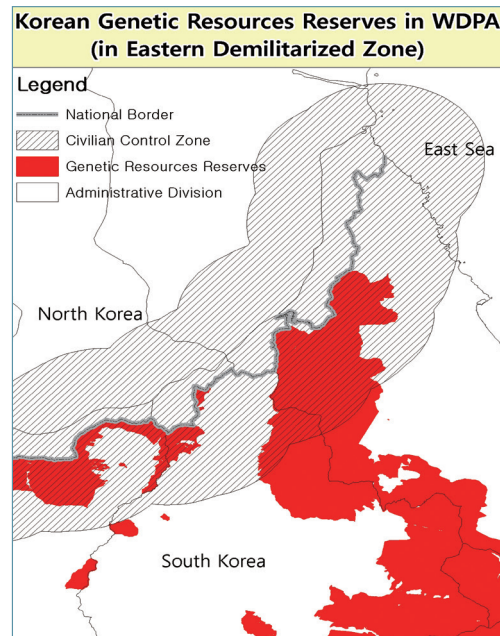 Korean Genetic Resources Reserves in WDPA
(in Eastern Demilitarized Zone)
Legend
National Border
Civilian Control Zone
Genetic Resources Reserves
Administrative Division
East Sea
North Korea
South Korea